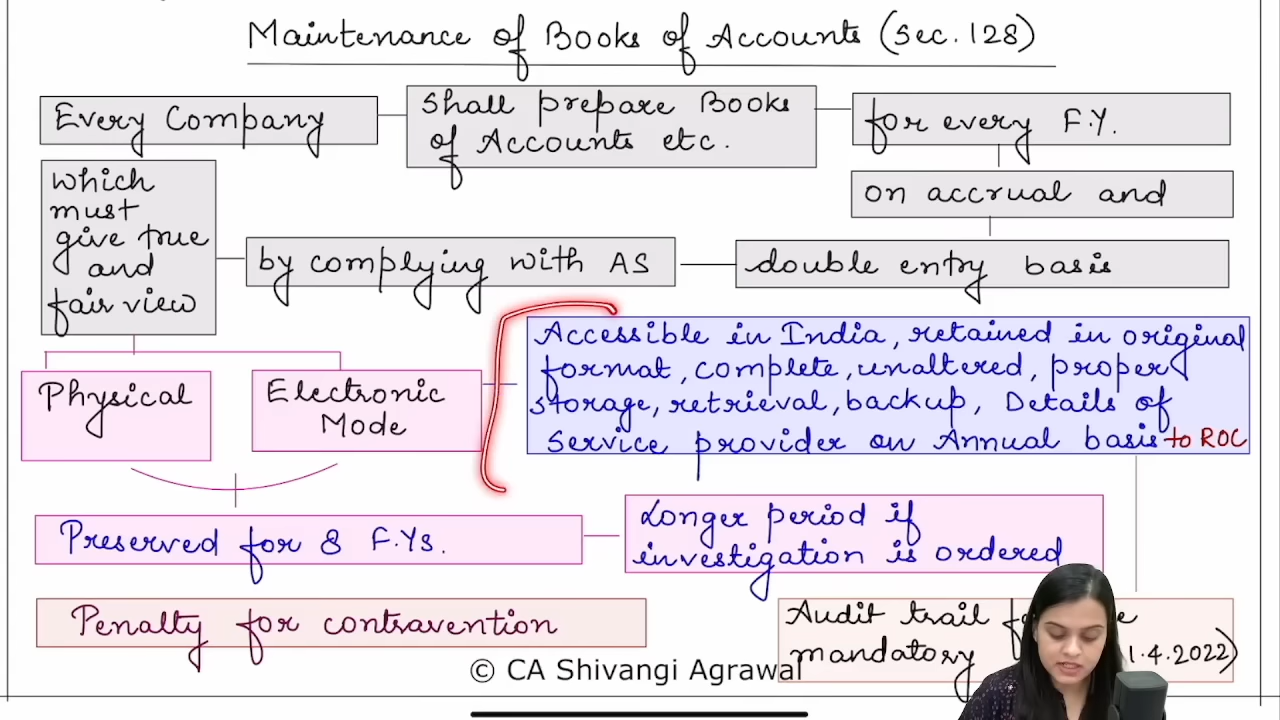 Maintenance of Books of Accounts (Sec. 128)
Every Company
Shall prepare Books
of Accounts etc.
for every F.Y.
on accrual and
double entry basis
by complying with AS
which
must
give true
and
fair view
Physical
Electronic
Mode
Accessible in India, retained in original
format, complete, unaltered, proper
storage, retrieval, backup, Details of
Service provider on Annual basis to ROC
Preserved for 8 F.Ys.
Longer period if
investigation is ordered
Penalty for contravention
Audit trail
mandatory 1.4.2022)
© CA Shivangi Agrawal